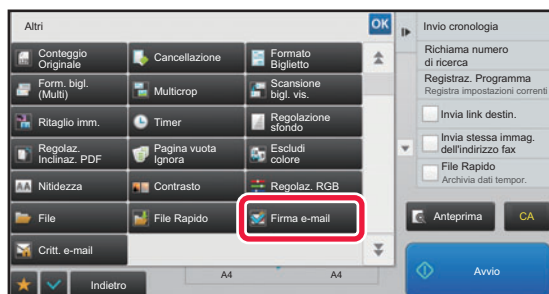 Altri
OK
Conteggio
Originale
Cancellazione
Formato
Biglietto
Form. bigl.
(Multi)
Multicrop
Scansione
bigl. vis.
Ritaglio imm.
Timer
Regolazione
sfondo
Regolaz.
Inclinaz. PDF
Pagina vuota
Ignora
Escludi
colore
AA Nitidezza
Contrasto
Regolaz. RGB
File
File Rapido
Firma e-mail
Critt. e-mail
Indietro
A4
A4
Invio cronologia
Richiama numero
di ricerca
Registraz. Programma
Registra impostazioni correnti
Invia link destin.
Invia stessa immag.
dell'indirizzo fax
File Rapido
Archivia dati tempor.
Anteprima
CA
Avvio